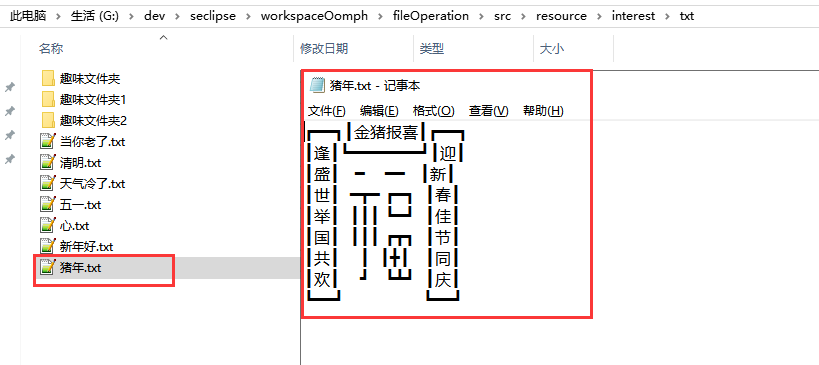 此电脑 > 生活 (G:) > dev > seclipse > workspaceOomph > fileOperation > src > resource > interest > txt
名称 修改日期 类型 大小
趣味文件夹
趣味文件夹1
趣味文件夹2
当你老了.txt
清明.txt
天气冷了.txt
五一.txt
心.txt
新年好.txt
猪年.txt
猪年.txt - 记事本
文件(F) 编辑(E) 格式(O) 查看(V) 帮助(H)
┏━┓┃金猪报喜┃┏━┓
┃逢┃┗━━━━┛┃迎┃
┃盛┃ ━ ━━ ┃新┃
┃世┃ ━┳━ ┏━┓ ┃春┃
┃举┃ ┃┃┃ ┗━┛ ┃佳┃
┃国┃ ┃┃┃ ┏┳┓ ┃节┃
┃共┃ ┃ ┃╋┃ ┃同┃
┃欢┃ ┛ ┗┻┛ ┃庆┃
┗━┛ ┗━┛